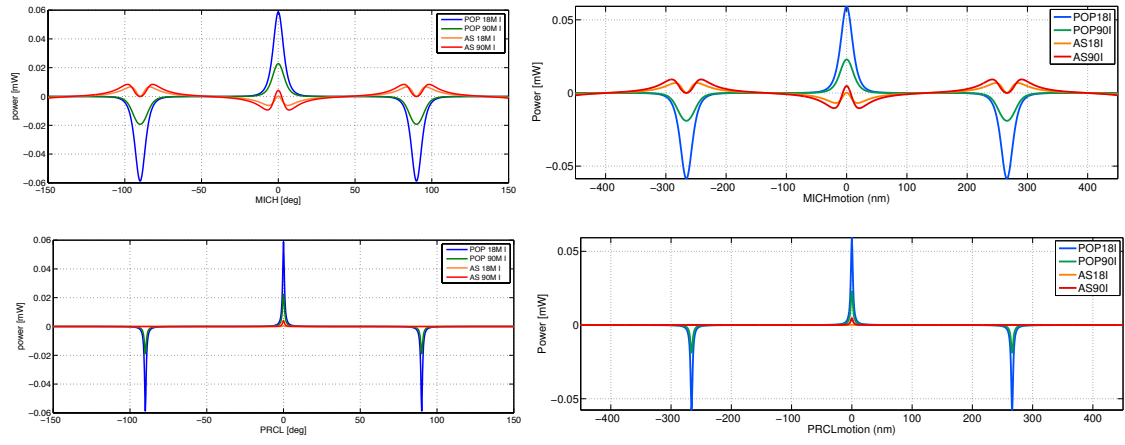 0.06
0.04
0.02
0
−0.02
−0.04
0.06
power [mW]
−150
−100
−50
0
50
100
150
MICH [deg]
POP 18M I
POP 90M I
AS 18M I
AS 90M I
0.05
0
−0.05
Power [mW]
−400
−300
−200
−100
0
100
200
300
400
MICHmotion (nm)
POP18I
POP90I
AS18I
AS90I
0.06
0.04
0.02
0
−0.02
−0.04
0.06
power [mW]
−150
−100
−50
0
50
100
150
PRCL [deg]
POP 18M I
POP 90M I
AS 18M I
AS 90M I
0.05
0
−0.05
Power [mW]
−400
−300
−200
−100
0
100
200
300
400
PRCLmotion (nm)
POP18I
POP90I
AS18I
AS90I